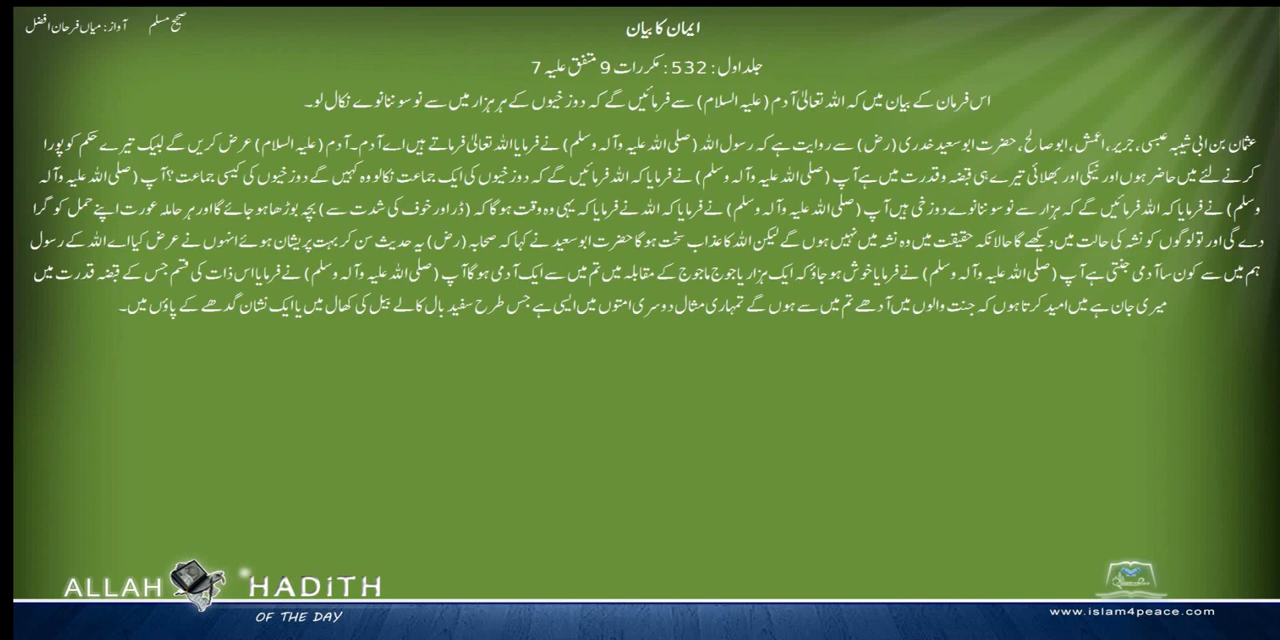 ایمان کا بیان
صحیح مسلم آواز: میاں فرحان افضل
جلد اول: 532: مکررات 9 متفق علیہ 7
اس فرمان کے بیان میں کہ اللہ تعالیٰ آدم (علیہ السلام) سے فرمائیں گے کہ دوزخیوں کے ہر ہزار میں سے نو سو ننانوے نکال لو۔
عثمان بن ابی شیبہ عبسی، جریر، اعمش، ابوصالح، حضرت ابوسعید خدری (رض) سے روایت ہے کہ رسول اللہ (صلی اللہ علیہ وآلہ وسلم) نے فرمایا اللہ تعالیٰ فرماتے ہیں اے آدم۔ آدم (علیہ السلام) عرض کریں گے لبیک تیرے حکم کو پورا
کرنے لئے میں حاضر ہوں اور نیکی اور بھلائی تیرے ہی قبضہ و قدرت میں ہے آپ (صلی اللہ علیہ وآلہ وسلم) نے فرمایا کہ اللہ فرمائیں گے کہ دوزخیوں کی ایک جماعت نکالو وہ کہیں گے دوزخیوں کی کیسی جماعت؟ آپ (صلی اللہ علیہ وآلہ
وسلم) نے فرمایا کہ اللہ فرمائیں گے کہ ہزار سے نو سو ننانوے دوزخی ہیں آپ (صلی اللہ علیہ وآلہ وسلم) نے فرمایا کہ اللہ نے فرمایا کہ یہی وہ وقت ہوگا کہ (ڈر اور خوف کی شدت سے) بچہ بوڑھا ہو جائے گا اور ہر حاملہ عورت اپنے حمل کو گرا
دے گی اور تو لوگوں کو نشہ کی حالت میں دیکھے گا حالانکہ حقیقت میں وہ نشہ میں نہیں ہوں گے لیکن اللہ کا عذاب سخت ہوگا حضرت ابوسعید نے کہا کہ صحابہ (رض) یہ حدیث سن کر بہت پریشان ہوئے انہوں نے عرض کیا اے اللہ کے رسول
ہم میں سے کون سا آدمی جنتی ہے آپ (صلی اللہ علیہ وآلہ وسلم) نے فرمایا خوش ہو جاؤ کہ ایک ہزار یاجوج ماجوج کے مقابلہ میں تم میں سے ایک آدمی ہوگا آپ (صلی اللہ علیہ وآلہ وسلم) نے فرمایا اس ذات کی قسم جس کے قبضہ قدرت میں
میری جان ہے میں امید کرتا ہوں کہ جنت والوں میں آدھے تم میں سے ہوں گے تمہاری مثال دوسری امتوں میں ایسی ہے جس طرح سفید بال کالے بیل کی کھال میں یا ایک نشان گدھے کے پاؤں میں۔
ALLAH HADITH
OF THE DAY
www.islam4peace.com